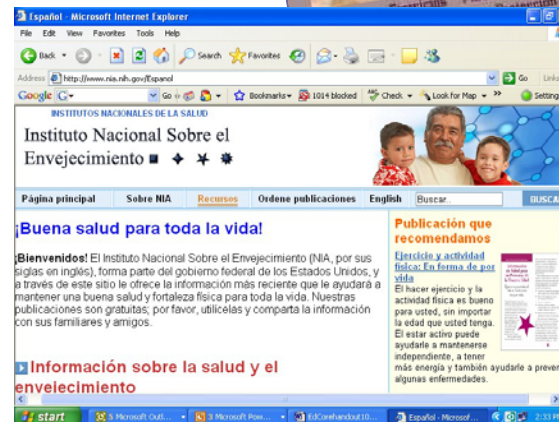 Español - Microsoft Internet Explorer
File Edit View Favorites Tools Help
Back Search Favorites
Address http://www.nia.nih.gov/Espanol Go Links
Google G Go Bookmarks 1014 blocked Check Look for Map Settings
INSTITUTOS NACIONALES DE LA SALUD
Instituto Nacional Sobre el
Envejecimiento
Página principal Sobre NIA Recursos Ordene publicaciones English Buscar.. BUSCA
¡Buena salud para toda la vida!
¡Bienvenidos! El Instituto Nacional Sobre el Envejecimiento (NIA, por sus
siglas en inglés), forma parte del gobierno federal de los Estados Unidos, y
a través de este sitio le ofrece la información más reciente que le ayudará a
mantener una buena salud y fortaleza física para toda la vida. Nuestras
publicaciones son gratuitas; por favor, utilícelas y comparta la información
con sus familiares y amigos.
Información sobre la salud y el
envejecimiento
Publicación que
recomendamos
Ejercicio y actividad
física: En forma de por
vida
El hacer ejercicio y la
actividad física es bueno
para usted, sin importar
la edad que usted tenga.
El estar activo puede
ayudarle a mantenerse
independiente, a tener
más energía y también ayudarle a prever
algunas enfermedades.
start 5 Microsoft Outl... 3 Microsoft Pow... EdCorehandout10... Español - Microsof... 2:33 PM